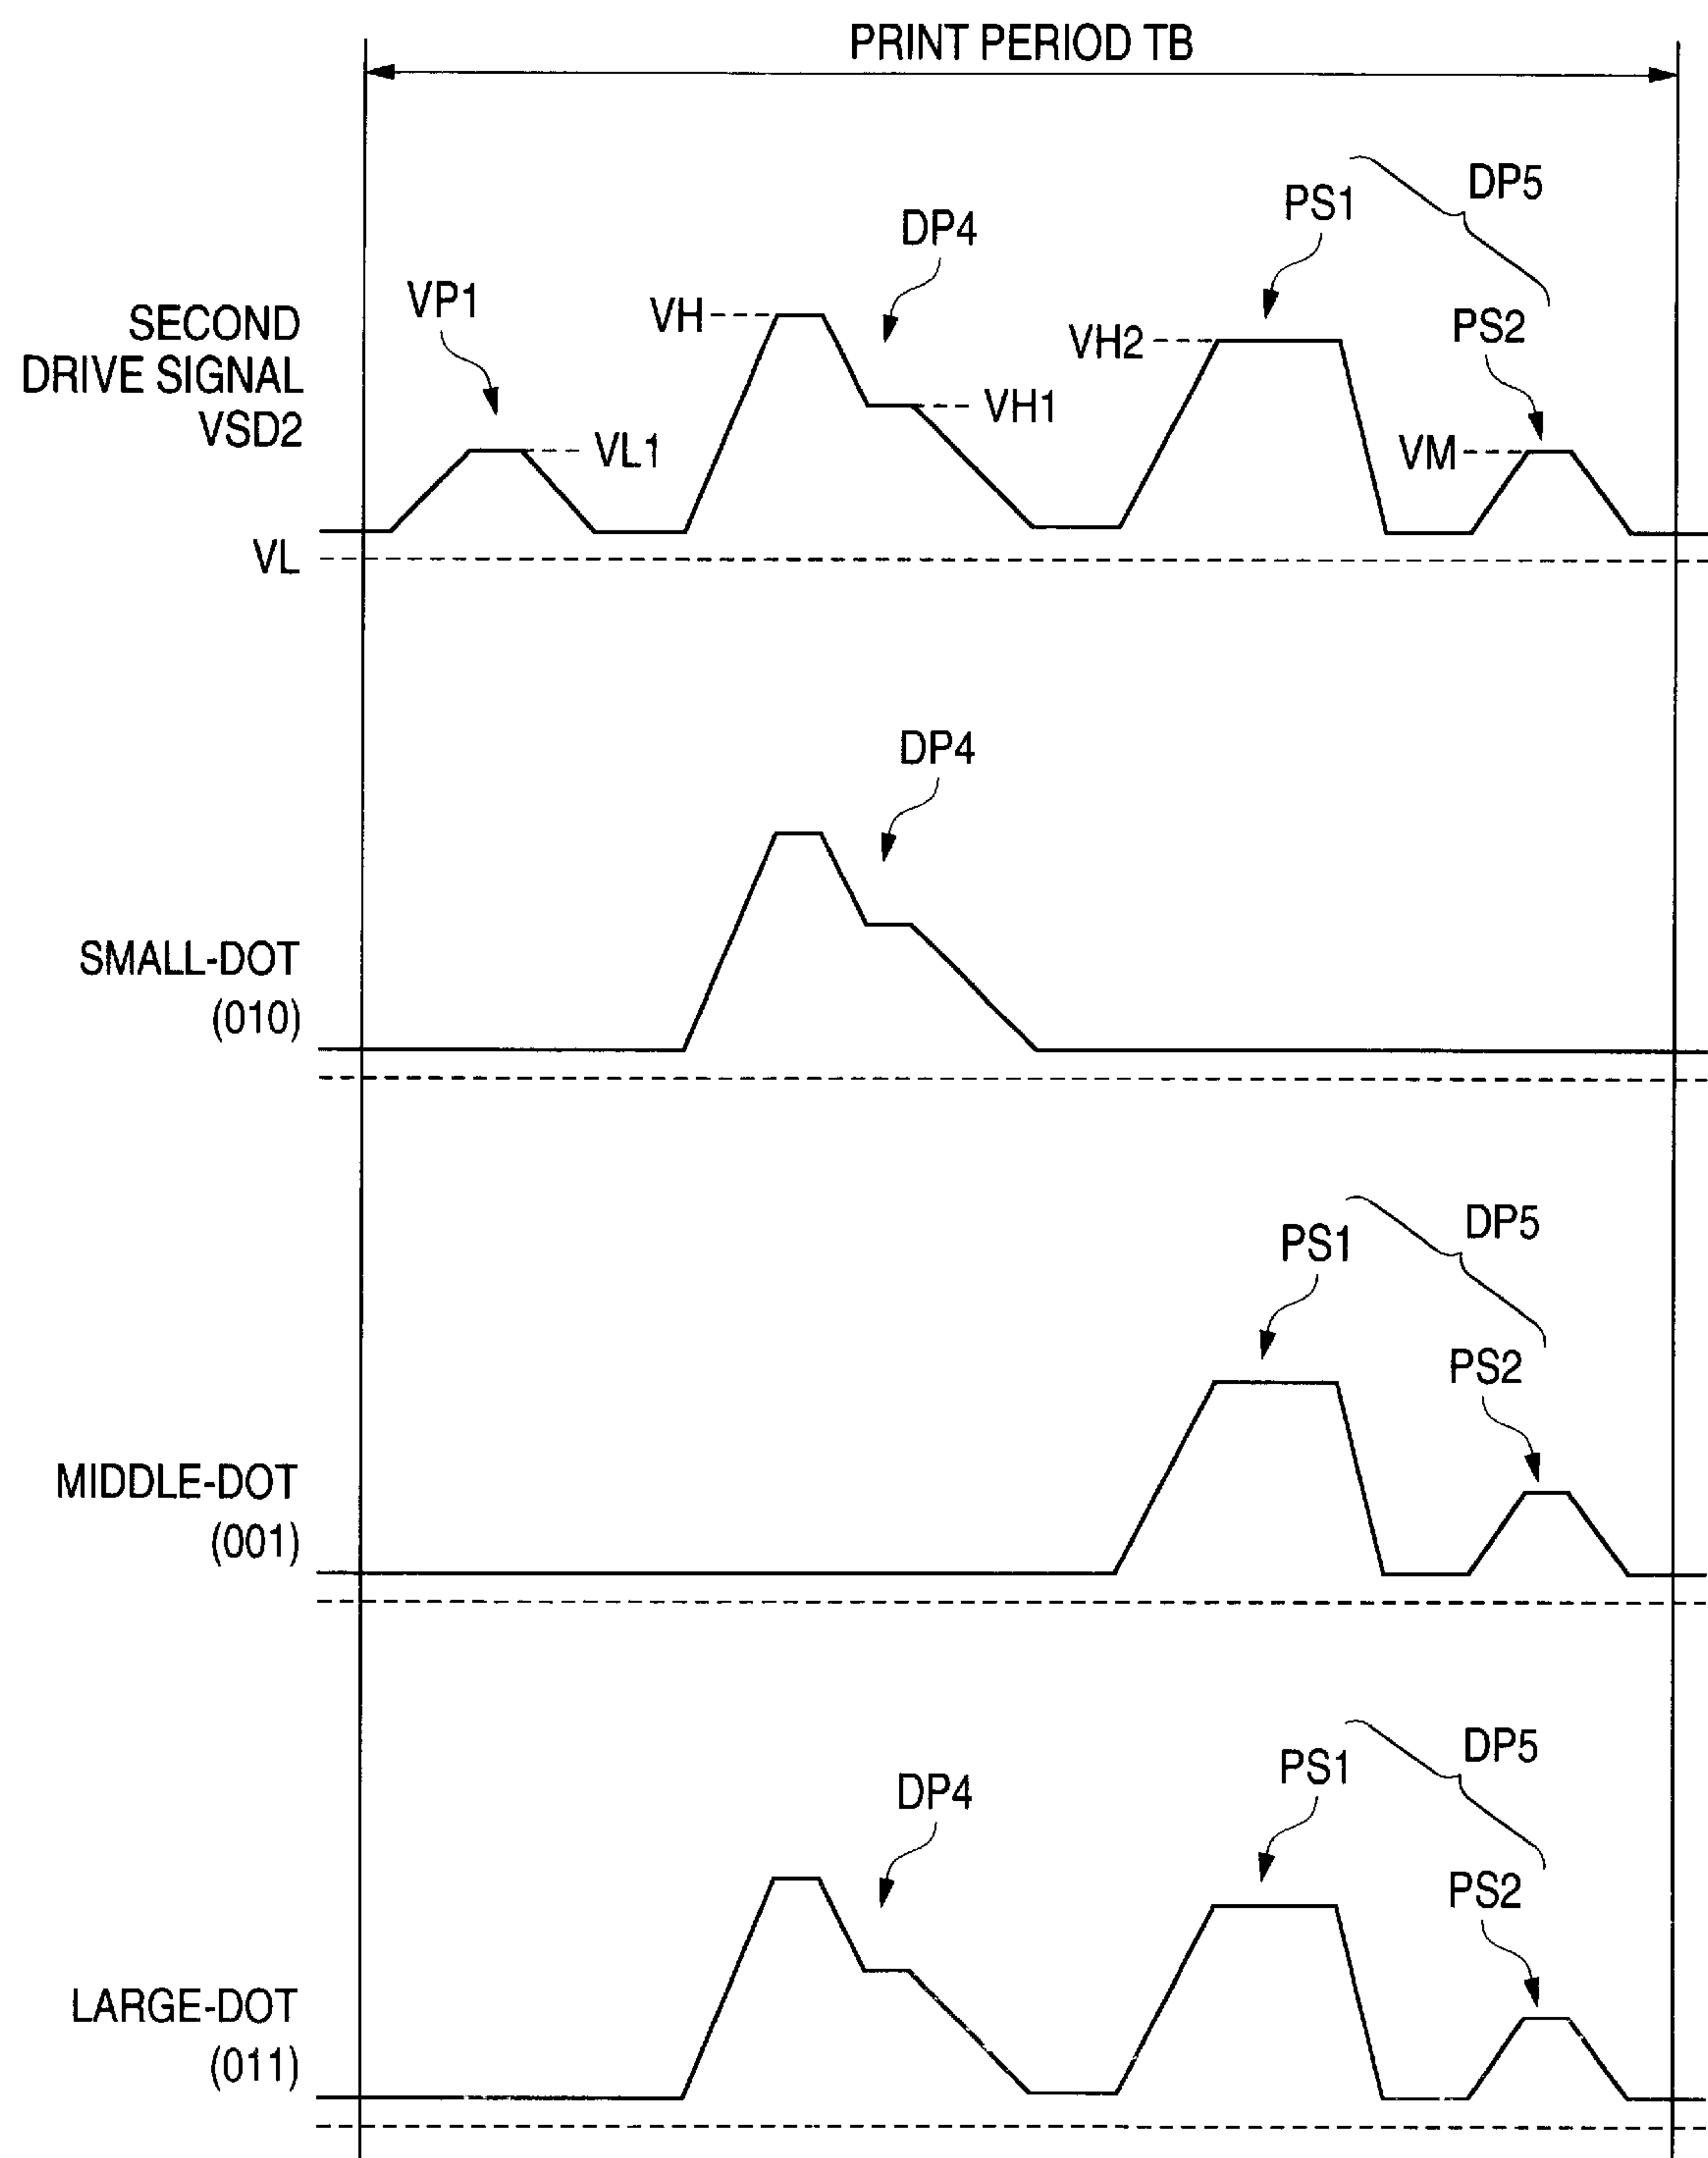 PRINT PERIOD TB
DP5
PS1
DP4
VP1
VH
VH2
PS2
SECOND
DRIVE SIGNAL
VSD2
VH1
VL1
VM
VL
DP4
SMALL-DOT
(010)
DP5
PS1
PS2
MIDDLE-DOT
(001)
DP5
PS1
DP4
PS2
LARGE-DOT
(011)